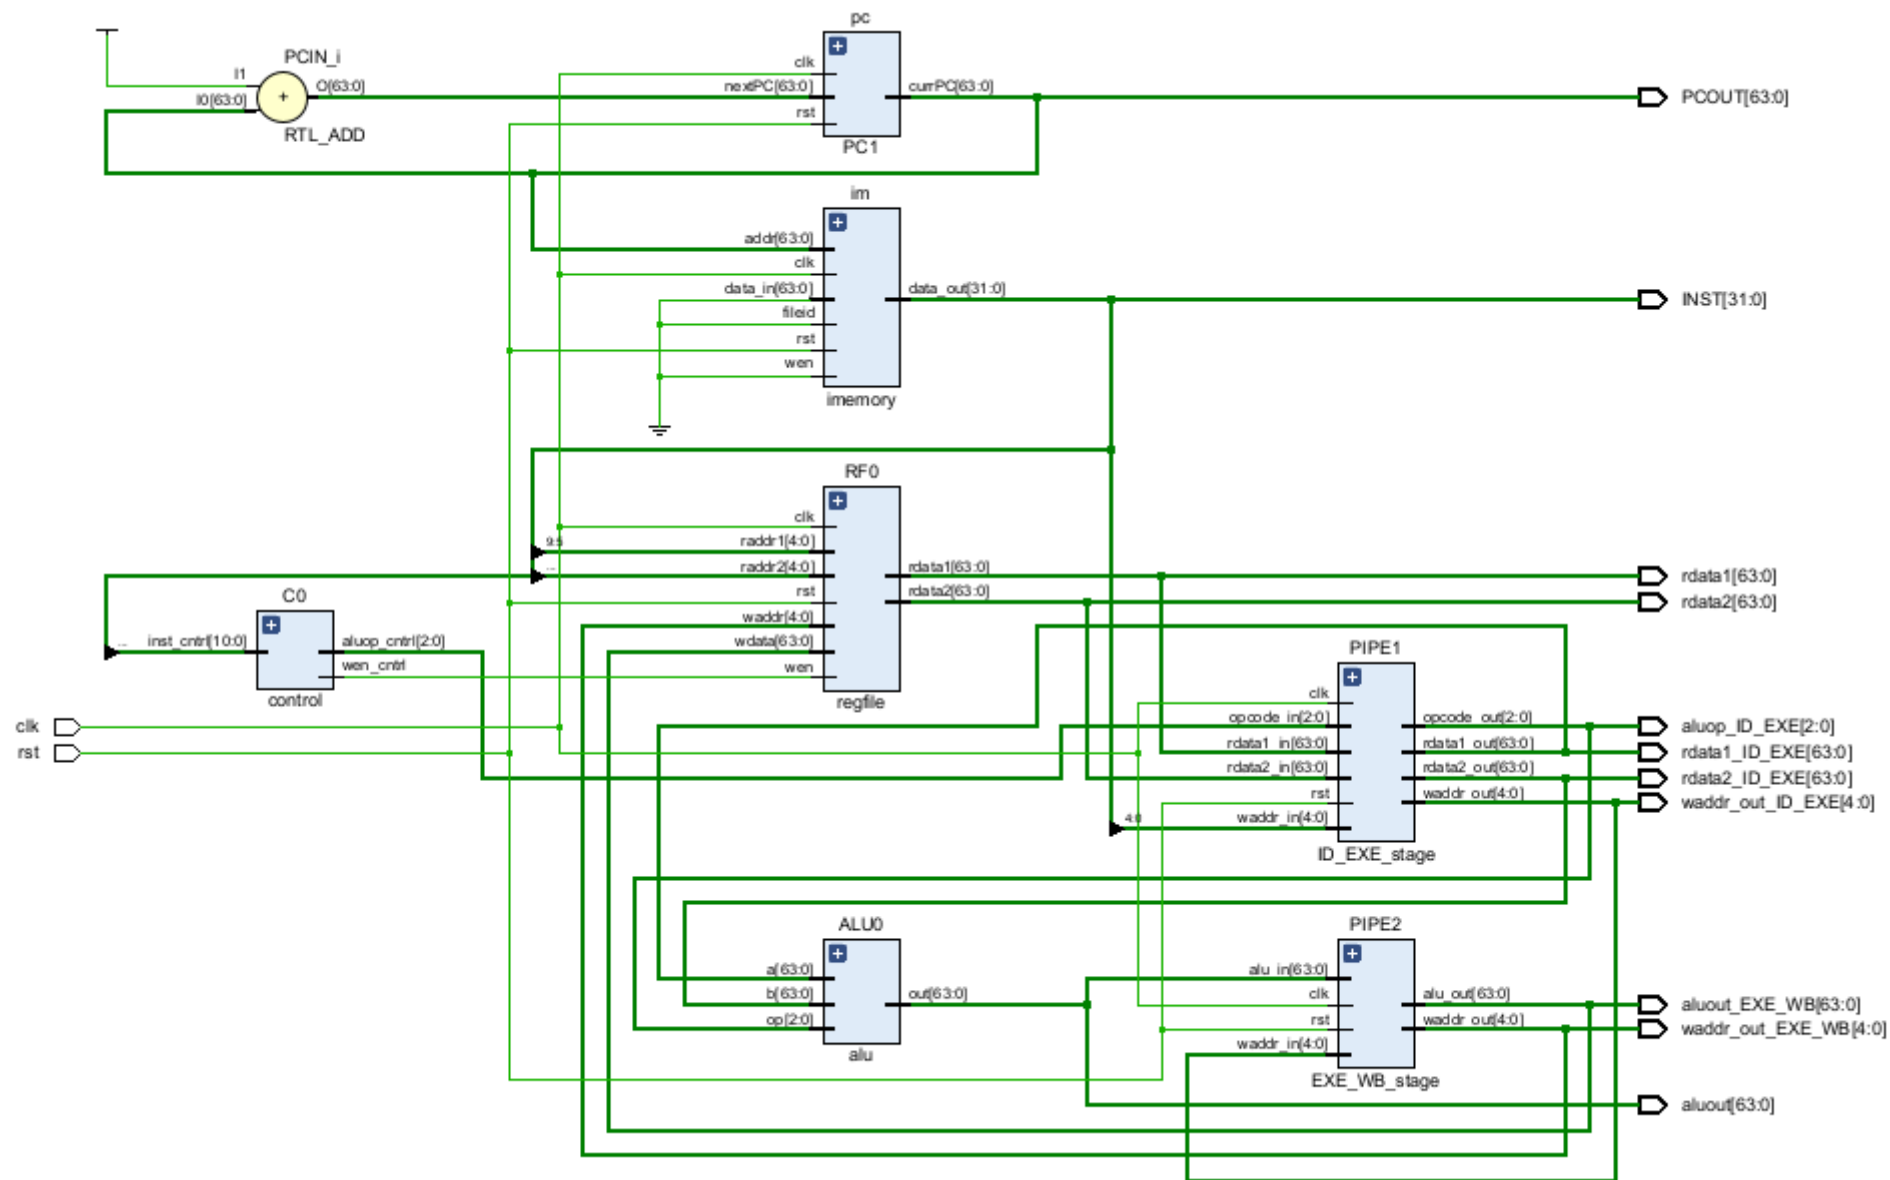 pc
PCIN_i
I1
I0[63:0]
+
O[63:0]
RTL_ADD
clk
nextPC[63:0]
rst
currPC[63:0]
PC1
PCOUT[63:0]
im
addr[63:0]
clk
data_in[63:0]
fileid
rst
wen
data_out[31:0]
imemory
INST[31:0]
RF0
clk
9:5
raddr1[4:0]
...
raddr2[4:0]
rst
waddr[4:0]
wdata[63:0]
wen
rdata1[63:0]
rdata2[63:0]
regfile
rdata1[63:0]
rdata2[63:0]
C0
...
inst_cntrl[10:0]
aluop_cntrl[2:0]
wen_cntrl
control
clk
rst
PIPE1
clk
opcode_in[2:0]
rdata1_in[63:0]
rdata2_in[63:0]
rst
4:0
waddr_in[4:0]
opcode_out[2:0]
rdata1_out[63:0]
rdata2_out[63:0]
waddr_out[4:0]
ID_EXE_stage
aluop_ID_EXE[2:0]
rdata1_ID_EXE[63:0]
rdata2_ID_EXE[63:0]
waddr_out_ID_EXE[4:0]
ALU0
a[63:0]
b[63:0]
op[2:0]
out[63:0]
alu
PIPE2
alu_in[63:0]
clk
rst
waddr_in[4:0]
alu_out[63:0]
waddr_out[4:0]
EXE_WB_stage
aluout_EXE_WB[63:0]
waddr_out_EXE_WB[4:0]
aluout[63:0]